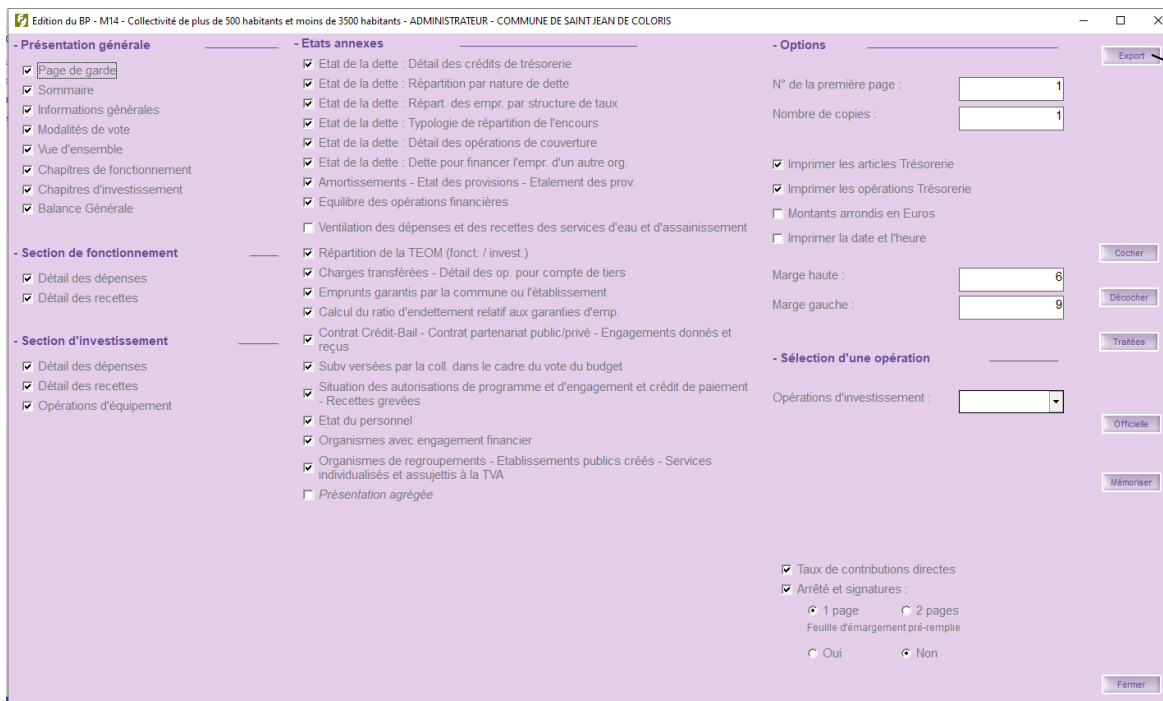 Edition du BP - M14 - Collectivité de plus de 500 habitants et moins de 3500 habitants - ADMINISTRATEUR - COMMUNE DE SAINT JEAN DE COLORIS
- Présentation générale
Page de garde
Sommaire
Informations générales
Modalités de vote
Vue d'ensemble
Chapitres de fonctionnement
Chapitres d'investissement
Balance Générale
- Section de fonctionnement
Détail des dépenses
Détail des recettes
- Section d'investissement
Détail des dépenses
Détail des recettes
Opérations d'équipement
- Etats annexes
Etat de la dette : Détail des crédits de trésorerie
Etat de la dette : Répartition par nature de dette
Etat de la dette : Répart. des empr. par structure de taux
Etat de la dette : Typologie de répartition de l'encours
Etat de la dette : Détail des opérations de couverture
Etat de la dette : Dette pour financer l'empr. d'un autre org.
Amortissements - Etat des provisions - Etalement des prov.
Equilibre des opérations financières
Ventilation des dépenses et des recettes des services d'eau et d'assainissement
Répartition de la TEOM (fonct. / invest.)
Charges transférées - Détail des op. pour compte de tiers
Emprunts garantis par la commune ou l'établissement
Calcul du ratio d'endettement relatif aux garanties d'emp.
Contrat Crédit-Bail - Contrat partenariat public/privé - Engagements donnés et
reçus
Subv versées par la coll. dans le cadre du vote du budget
Situation des autorisations de programme et d'engagement et crédit de paiement
- Recettes grevées
Etat du personnel
Organismes avec engagement financier
Organismes de regroupements - Etablissements publics créés - Services
individualisés et assujettis à la TVA
Présentation agrégée
- Options
N° de la première page : 1
Nombre de copies : 1
Imprimer les articles Trésorerie
Imprimer les opérations Trésorerie
Montants arrondis en Euros
Imprimer la date et l'heure
Marge haute : 6
Marge gauche : 9
- Sélection d'une opération
Opérations d'investissement :
Taux de contributions directes
Arrêté et signatures :
1 page 2 pages
Feuille d'émargement pré-remplie
Oui Non
Export
Cocher
Décocher
Traitées
Officielle
Mémoriser
Fermer